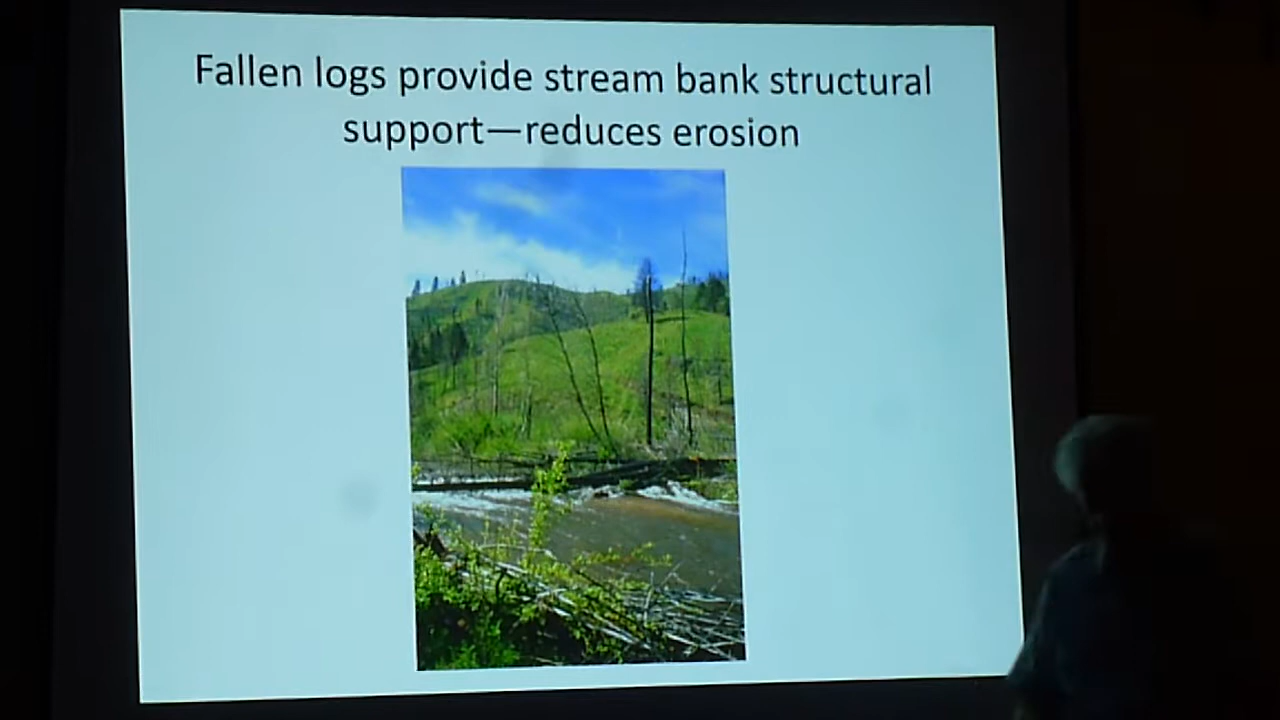 Fallen logs provide stream bank structural
support—reduces erosion